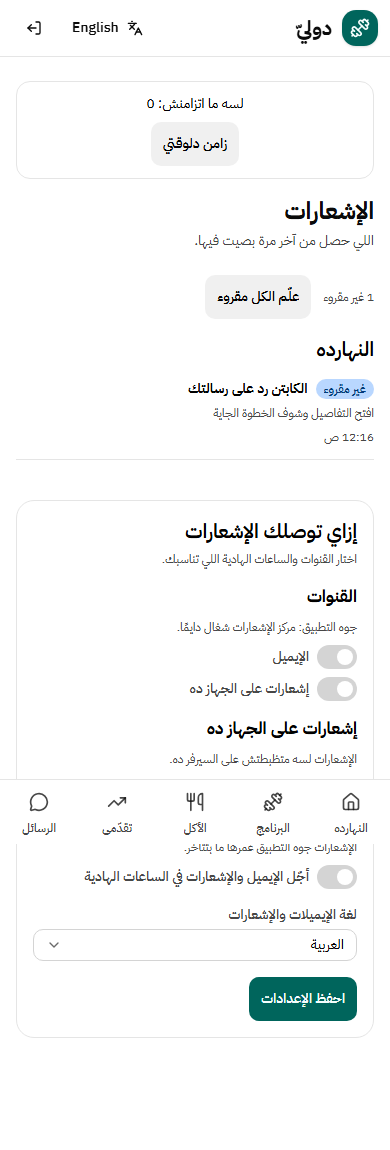 دوليّ
English
لسه ما اتزامنش: 0
زامن دلوقتي
الإشعارات
اللي حصل من آخر مرة بصيت فيها.
1 غير مقروء
علّم الكل مقروء
النهارده
غير مقروء الكابتن رد على رسالتك
افتح التفاصيل وشوف الخطوة الجاية
12:16 ص
إزاي توصلك الإشعارات
اختار القنوات والساعات الهادية اللي تناسبك.
القنوات
جوه التطبيق: مركز الإشعارات شغال دايمًا.
الإيميل
إشعارات على الجهاز ده
إشعارات على الجهاز ده
الإشعارات لسه متظبطتش على السيرفر ده.
النهارده
البرنامج
الأكل
تقدّمي
الرسائل
الإشعارات جوه التطبيق عمرها ما بتتأخر.
أجّل الإيميل والإشعارات في الساعات الهادية
لغة الإيميلات والإشعارات
العربية
احفظ الإعدادات